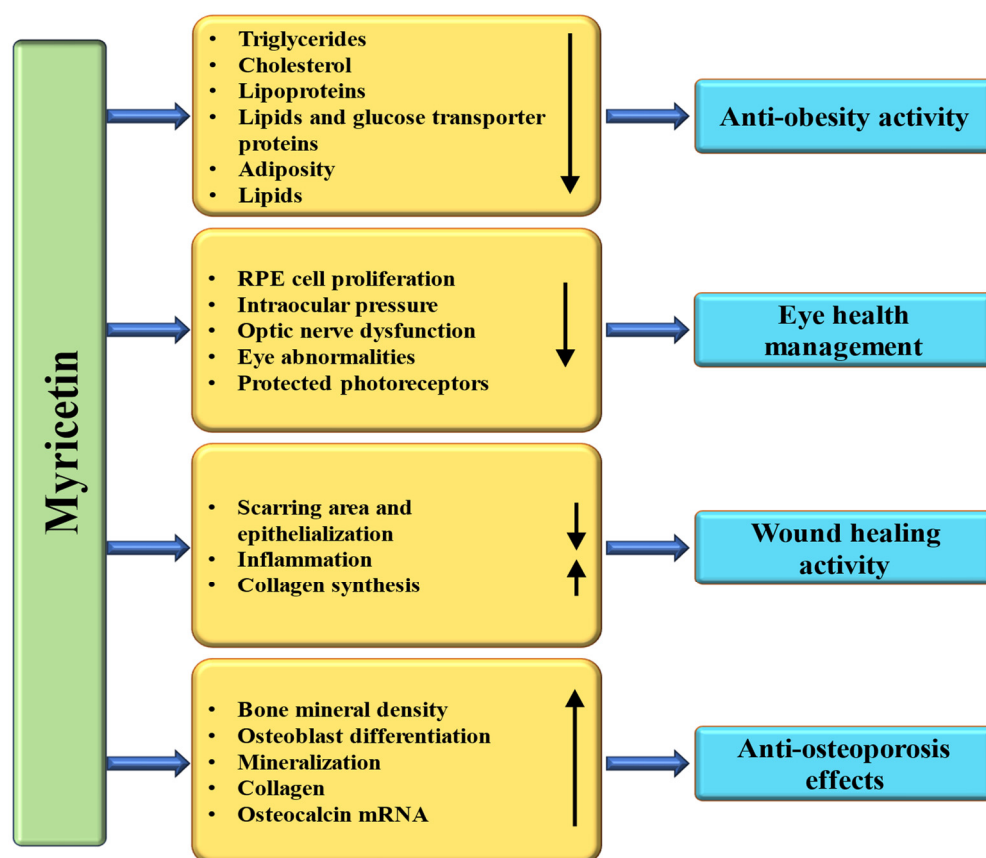 Myricetin
• Triglycerides
• Cholesterol
• Lipoproteins
• Lipids and glucose transporter
proteins
• Adiposity
• Lipids
Anti-obesity activity
• RPE cell proliferation
• Intraocular pressure
• Optic nerve dysfunction
• Eye abnormalities
• Protected photoreceptors
Eye health
management
• Scarring area and
epithelialization
• Inflammation
• Collagen synthesis
Wound healing
activity
• Bone mineral density
• Osteoblast differentiation
• Mineralization
• Collagen
• Osteocalcin mRNA
Anti-osteoporosis
effects